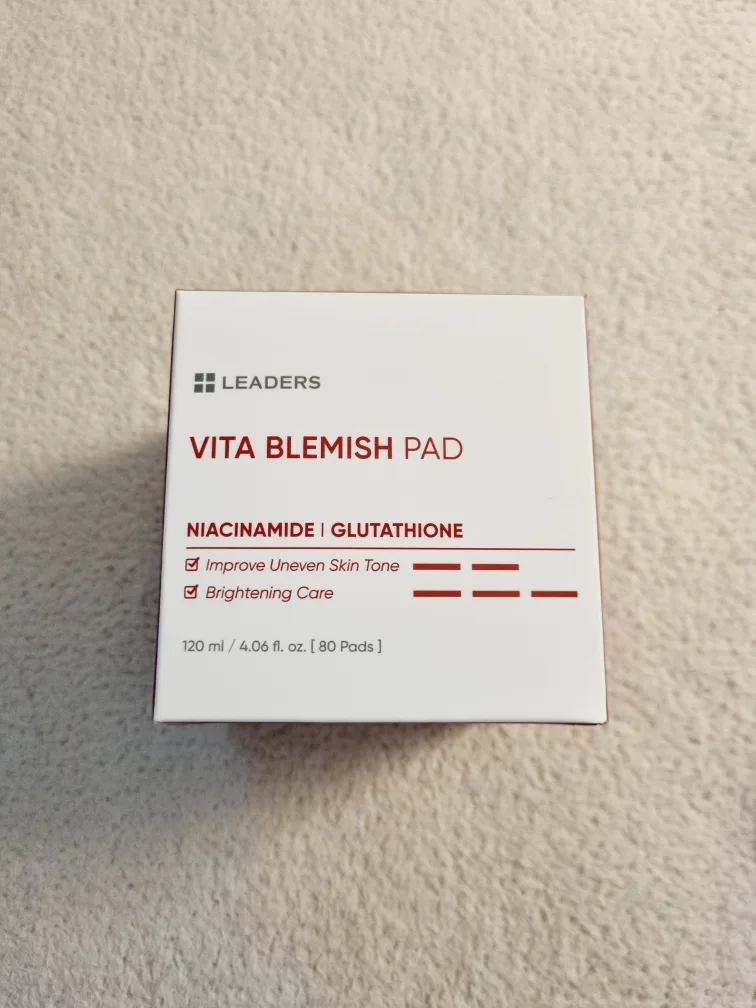 LEADERS
VITA BLEMISH PAD
NIACINAMIDE | GLUTATHIONE
Improve Uneven Skin Tone
Brightening Care
120 ml / 4.06 fl. oz. [ 80 Pads ]